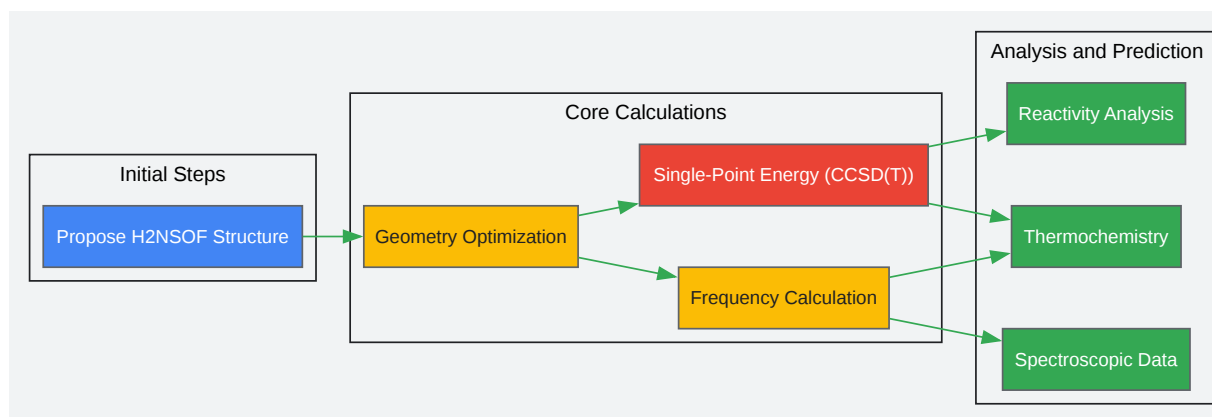 Initial Steps
Propose H2NSOF Structure
Core Calculations
Geometry Optimization
Single-Point Energy (CCSD(T))
Frequency Calculation
Analysis and Prediction
Reactivity Analysis
Thermochemistry
Spectroscopic Data